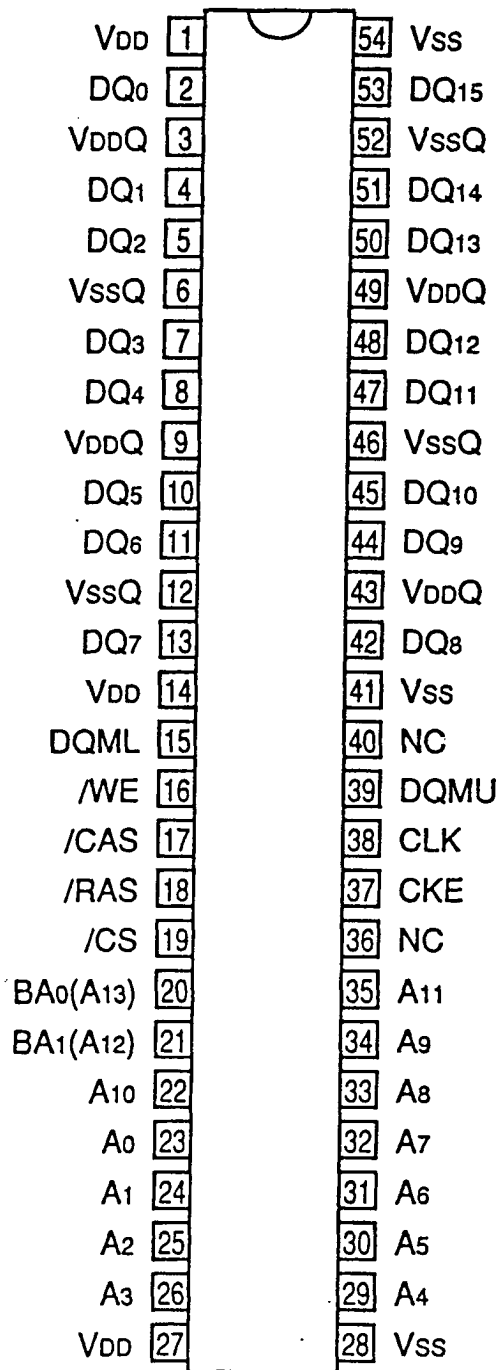 VDD 1 54 Vss
DQ0 2 53 DQ15
VDDQ 3 52 VssQ
DQ1 4 51 DQ14
DQ2 5 50 DQ13
VssQ 6 49 VDDQ
DQ3 7 48 DQ12
DQ4 8 47 DQ11
VDDQ 9 46 VssQ
DQ5 10 45 DQ10
DQ6 11 44 DQ9
VssQ 12 43 VDDQ
DQ7 13 42 DQ8
VDD 14 41 Vss
DQML 15 40 NC
/WE 16 39 DQMU
/CAS 17 38 CLK
/RAS 18 37 CKE
/CS 19 36 NC
BA0(A13) 20 35 A11
BA1(A12) 21 34 A9
A10 22 33 A8
A0 23 32 A7
A1 24 31 A6
A2 25 30 A5
A3 26 29 A4
VDD 27 28 Vss